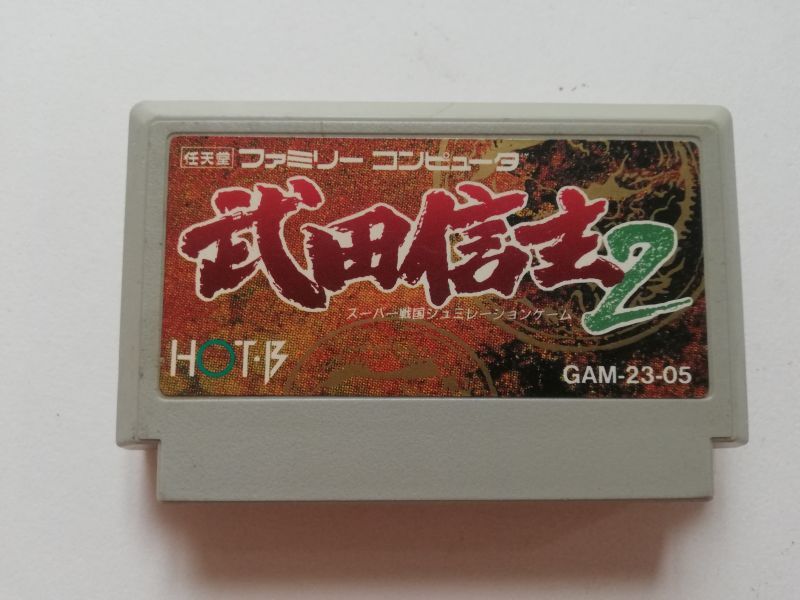 任天堂 ファミリー コンピュータ
武田信玄2
スーパー戦国シュミレーションゲーム
HOT・B
GAM-23-05